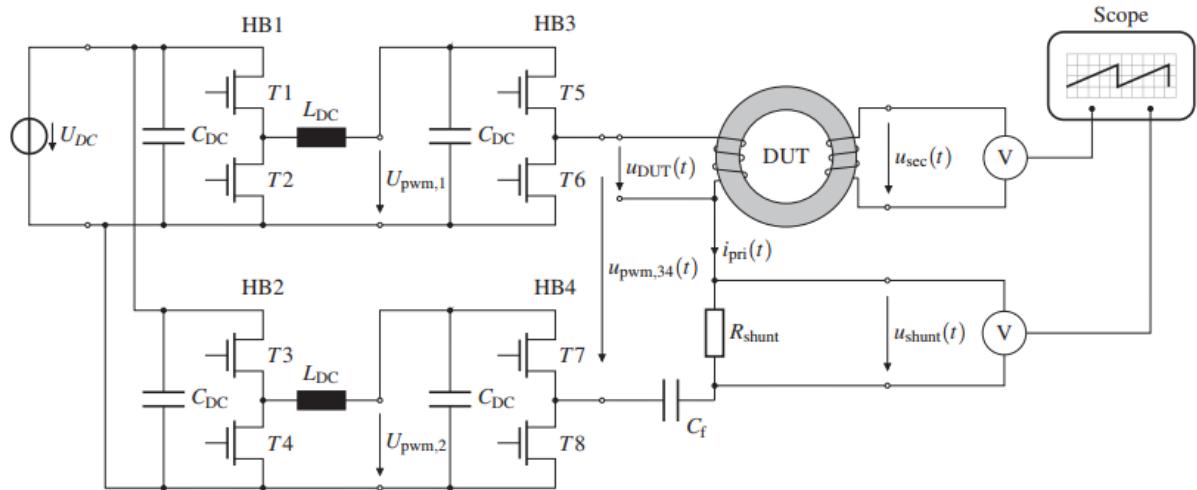 HB1
HB3
Scope
T1
T5
L_DC
U_DC
C_DC
C_DC
DUT
u_DUT(t)
u_sec(t)
V
T2
U_pwm,1
T6
i_pri(t)
u_pwm,34(t)
HB2
HB4
R_shunt
u_shunt(t)
V
T3
T7
L_DC
C_DC
C_DC
C_f
T4
U_pwm,2
T8